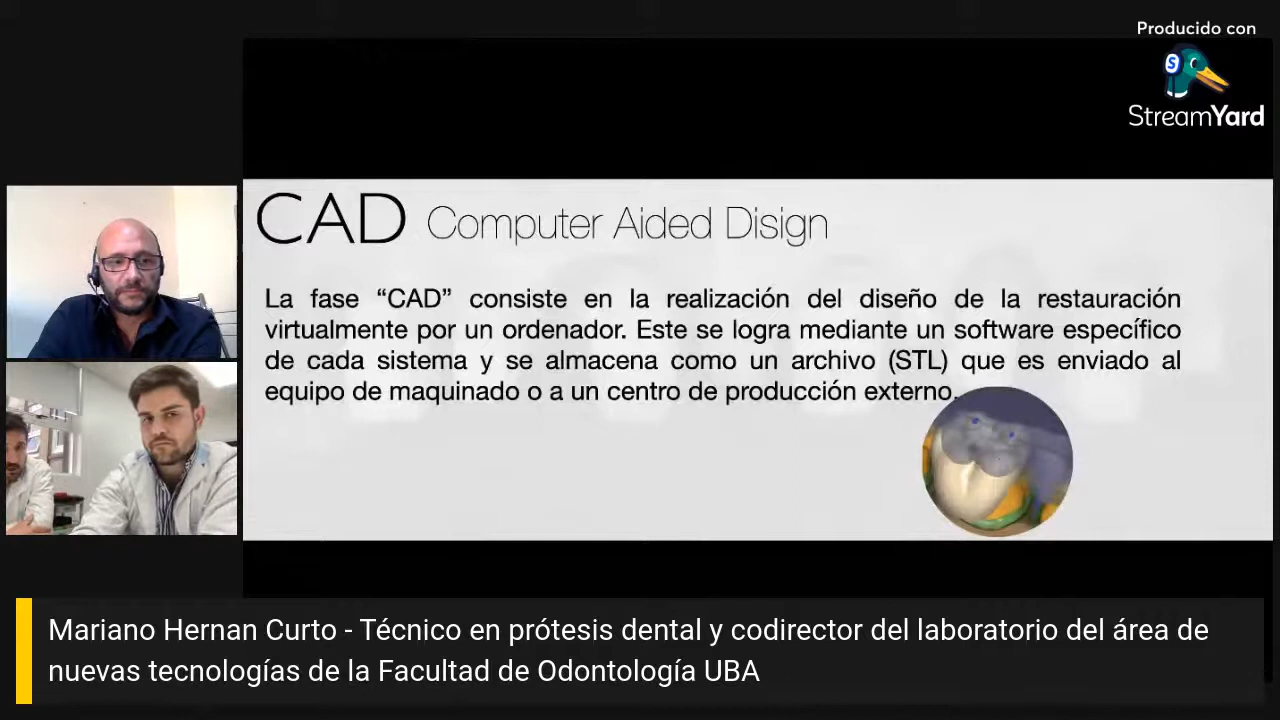 Producido con
S
StreamYard
CAD Computer Aided Disign
La fase “CAD” consiste en la realización del diseño de la restauración
virtualmente por un ordenador. Este se logra mediante un software específico
de cada sistema y se almacena como un archivo (STL) que es enviado al
equipo de maquinado o a un centro de producción externo.
Mariano Hernan Curto - Técnico en prótesis dental y codirector del laboratorio del área de
nuevas tecnologías de la Facultad de Odontología UBA